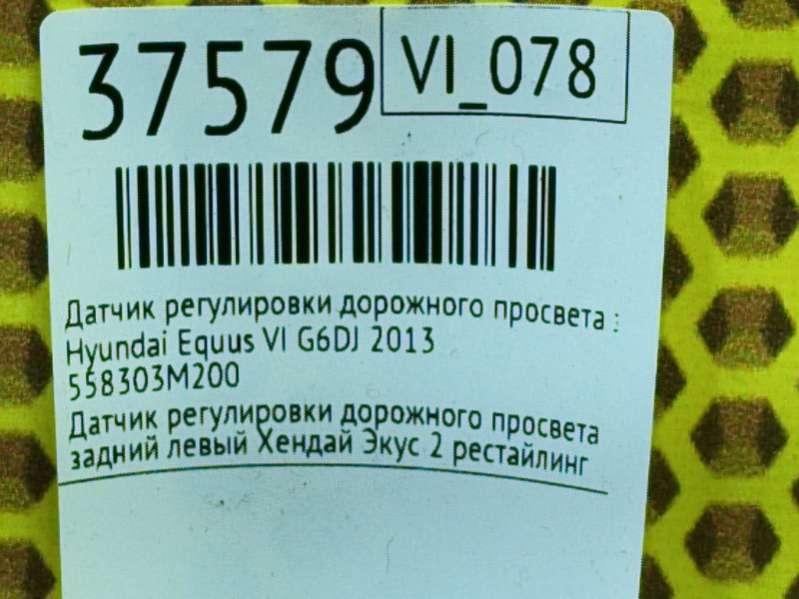 37579
VI_078
Датчик регулировки дорожного просвета :
Hyundai Equus VI G6DJ 2013
558303M200
Датчик регулировки дорожного просвета
задний левый Хендай Экус 2 рестайлинг